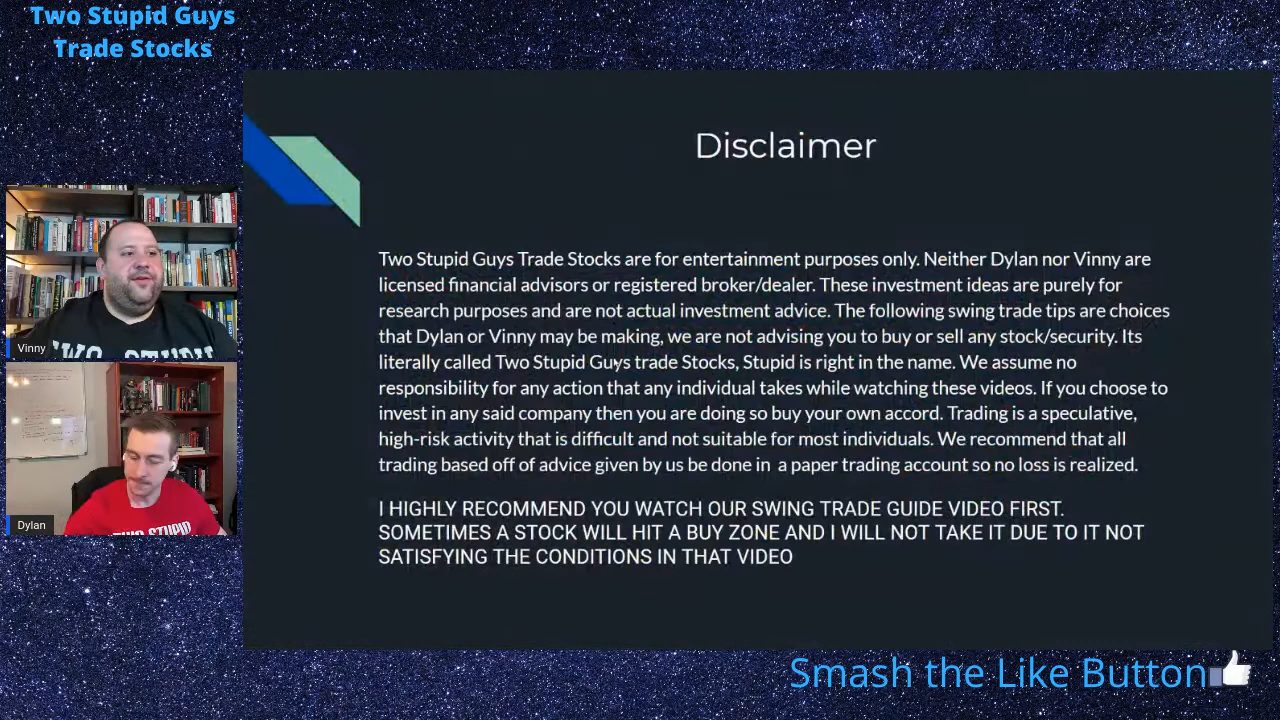 Two Stupid Guys
Trade Stocks
Disclaimer
Two Stupid Guys Trade Stocks are for entertainment purposes only. Neither Dylan nor Vinny are
licensed financial advisors or registered broker/dealer. These investment ideas are purely for
research purposes and are not actual investment advice. The following swing trade tips are choices
that Dylan or Vinny may be making, we are not advising you to buy or sell any stock/security. Its
literally called Two Stupid Guys trade Stocks, Stupid is right in the name. We assume no
responsibility for any action that any individual takes while watching these videos. If you choose to
invest in any said company then you are doing so buy your own accord. Trading is a speculative,
high-risk activity that is difficult and not suitable for most individuals. We recommend that all
trading based off of advice given by us be done in a paper trading account so no loss is realized.
I HIGHLY RECOMMEND YOU WATCH OUR SWING TRADE GUIDE VIDEO FIRST.
SOMETIMES A STOCK WILL HIT A BUY ZONE AND I WILL NOT TAKE IT DUE TO IT NOT
SATISFYING THE CONDITIONS IN THAT VIDEO
Vinny
TWO STUPID
Dylan
THIS STUPID
Smash the Like Button